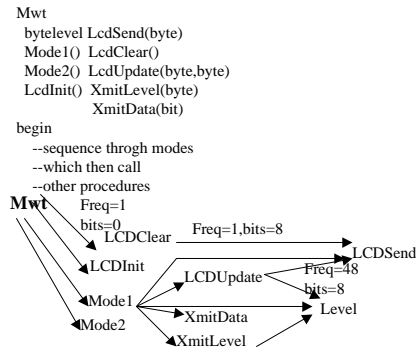 Mwt
bytelevel LcdSend(byte)
Mode1() LcdClear()
Mode2() LcdUpdate(byte,byte)
LcdInit() XmitLevel(byte)
XmitData(bit)
begin
--sequence throgh modes
--which then call
--other procedures
Mwt Freq=1
bits=0
LCDClear Freq=1,bits=8
LCDSend
LCDInit
LCDUpdate Freq=48
bits=8
Mode1
Level
XmitData
Mode2
XmitLevel